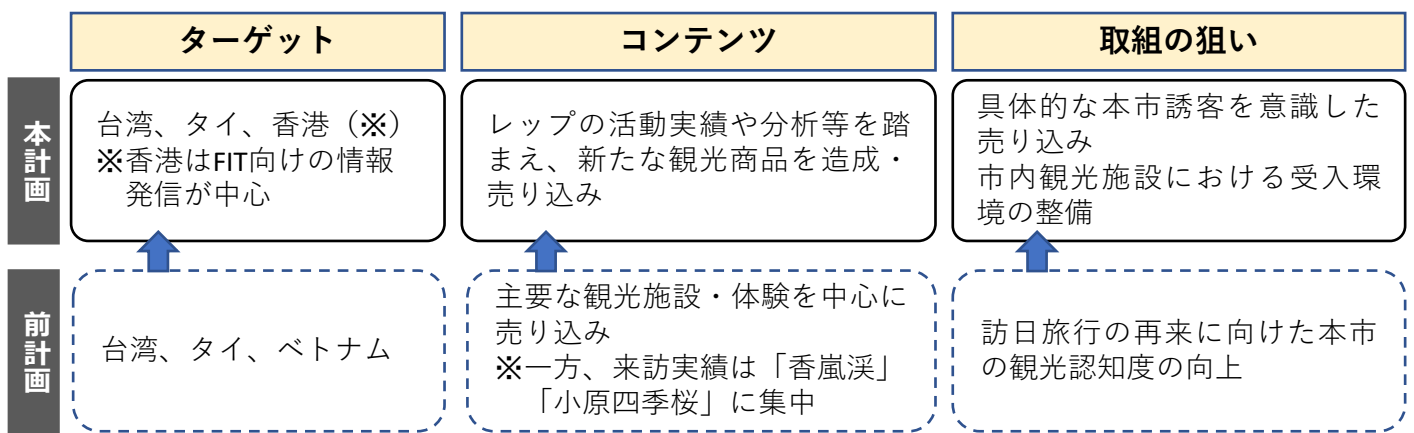 ターゲット
コンテンツ
取組の狙い
本計画
台湾、タイ、香港（※）
※香港はFIT向けの情報
発信が中心
レップの活動実績や分析等を踏
まえ、新たな観光商品を造成・
売り込み
具体的な本市誘客を意識した
売り込み
市内観光施設における受入環
境の整備
前計画
台湾、タイ、ベトナム
主要な観光施設・体験を中心に
売り込み
※一方、来訪実績は「香嵐渓」
「小原四季桜」に集中
訪日旅行の再来に向けた本市
の観光認知度の向上